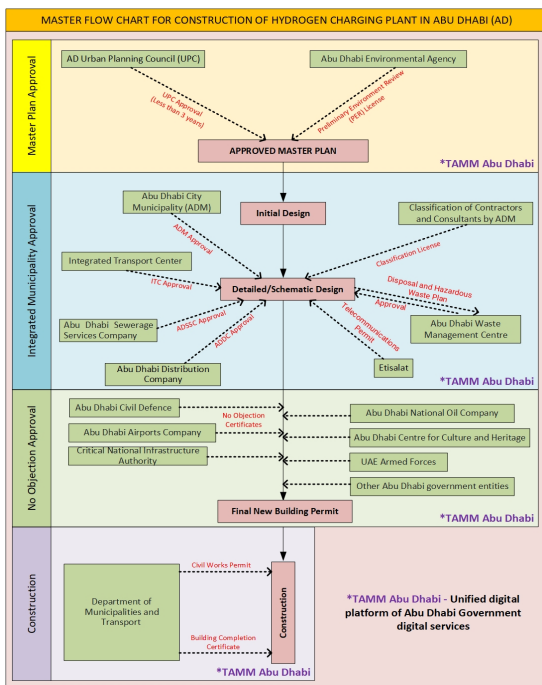 MASTER FLOW CHART FOR CONSTRUCTION OF HYDROGEN CHARGING PLANT IN ABU DHABI (AD)
Master Plan Approval
AD Urban Planning Council (UPC)
Abu Dhabi Environmental Agency
UPC Approval
(Less than 3 years)
Preliminary Environment Review
(PER) License
APPROVED MASTER PLAN
*TAMM Abu Dhabi
Integrated Municipality Approval
Abu Dhabi City
Municipality (ADM)
Initial Design
Classification of Contractors
and Consultants by ADM
ADM Approval
Classification License
Integrated Transport Center
ITC Approval
Detailed/Schematic Design
Disposal and Hazardous
Waste Plan
Approval
Abu Dhabi Sewerage
Services Company
ADSSC Approval
ADDC Approval
Telecommunications
Permit
Abu Dhabi Waste
Management Centre
Abu Dhabi Distribution
Company
Etisalat
*TAMM Abu Dhabi
No Objection Approval
Abu Dhabi Civil Defence
No Objection
Certificates
Abu Dhabi National Oil Company
Abu Dhabi Airports Company
Abu Dhabi Centre for Culture and Heritage
Critical National Infrastructure
Authority
UAE Armed Forces
Other Abu Dhabi government entities
Final New Building Permit
*TAMM Abu Dhabi
Construction
Civil Works Permit
Department of
Municipalities and
Transport
Construction
Building Completion
Certificate
*TAMM Abu Dhabi
*TAMM Abu Dhabi - Unified digital
platform of Abu Dhabi Government
digital services